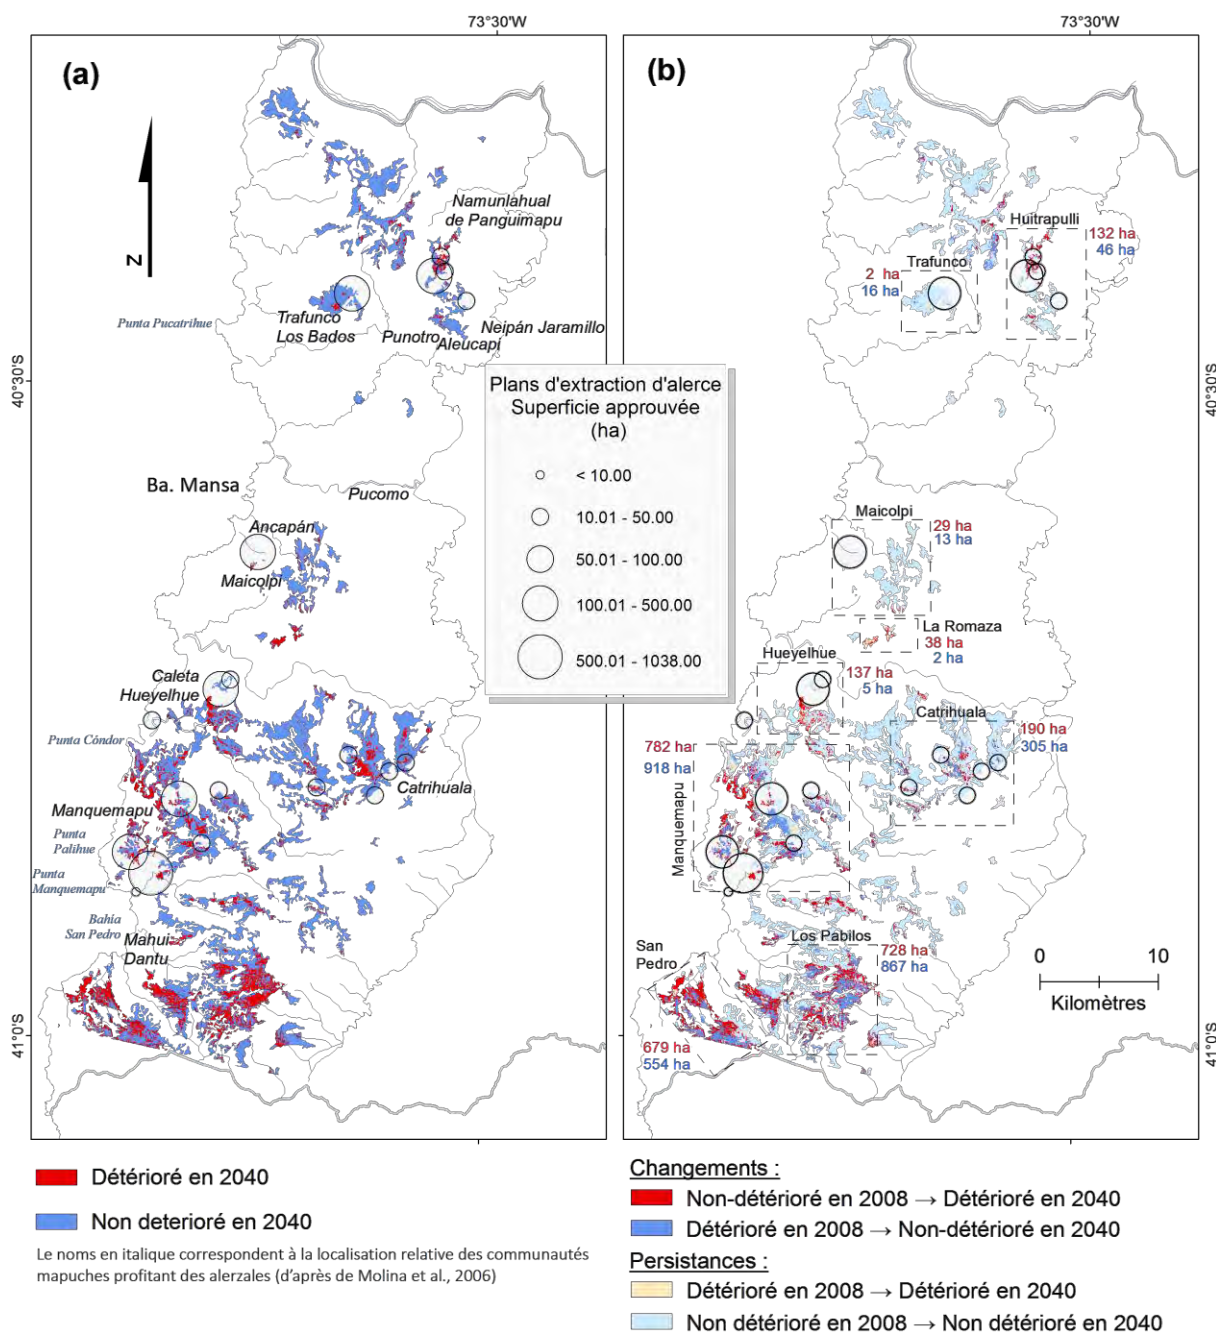 73°30'W
73°30'W
(a)
(b)
N
Namunlahual
de Panguimapu
Trafunco
Los Bados
Punotro
Aleucapi
Neipán Jaramillo
Punta Pucatrihue
40°30'S
40°30'S
Huitrapulli
132 ha
46 ha
Trafunco
2 ha
16 ha
Plans d'extraction d'alerce
Superficie approuvée
(ha)
< 10.00
10.01 - 50.00
50.01 - 100.00
100.01 - 500.00
500.01 - 1038.00
Ba. Mansa
Pucomo
Ancapán
Maicolpi
Maicolpi
29 ha
13 ha
La Romaza
38 ha
2 ha
Caleta
Hueyelhue
Hueyelhue
137 ha
5 ha
Punta Cóndor
Catrihuala
Catrihuala
190 ha
305 ha
Manquemapu
782 ha
918 ha
Manquemapu
Punta
Palihue
Punta
Manquemapu
Bahía
San Pedro
Mahui
Dantu
San
Pedro
Los Pabilos
728 ha
867 ha
679 ha
554 ha
0
10
Kilomètres
41°0'S
41°0'S
Détérioré en 2040
Non deterioré en 2040
Le noms en italique correspondent à la localisation relative des communautés
mapuches profitant des alerzales (d'après de Molina et al., 2006)
Changements :
Non-détérioré en 2008 → Détérioré en 2040
Détérioré en 2008 → Non-détérioré en 2040
Persistances :
Détérioré en 2008 → Détérioré en 2040
Non détérioré en 2008 → Non détérioré en 2040